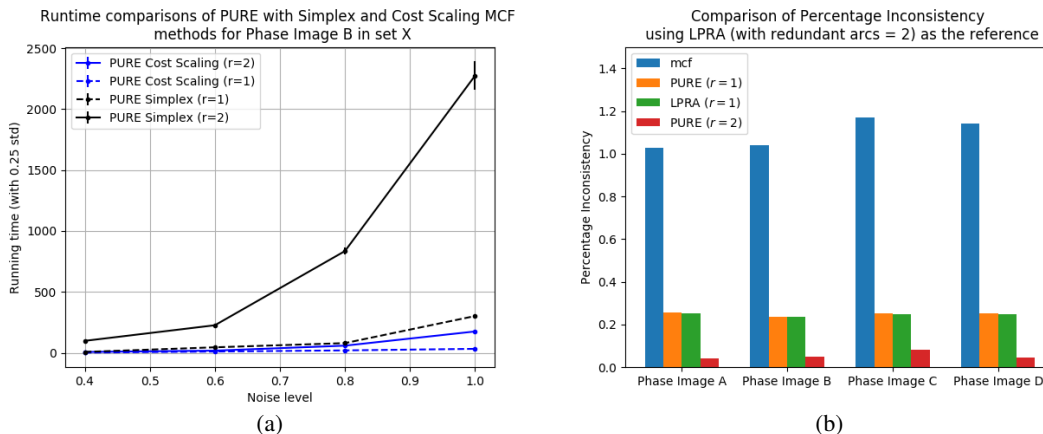 Runtime comparisons of PURE with Simplex and Cost Scaling MCF
methods for Phase Image B in set X
Running time (with 0.25 std)
2500
2000
1500
1000
500
0
PURE Cost Scaling (r=2)
PURE Cost Scaling (r=1)
PURE Simplex (r=1)
PURE Simplex (r=2)
0.4 0.5 0.6 0.7 0.8 0.9 1.0
Noise level
(a)
Comparison of Percentage Inconsistency
using LPRA (with redundant arcs = 2) as the reference
Percentage Inconsistency
1.4
1.2
1.0
0.8
0.6
0.4
0.2
0.0
mcf
PURE (r = 1)
LPRA (r = 1)
PURE (r = 2)
Phase Image A Phase Image B Phase Image C Phase Image D
(b)